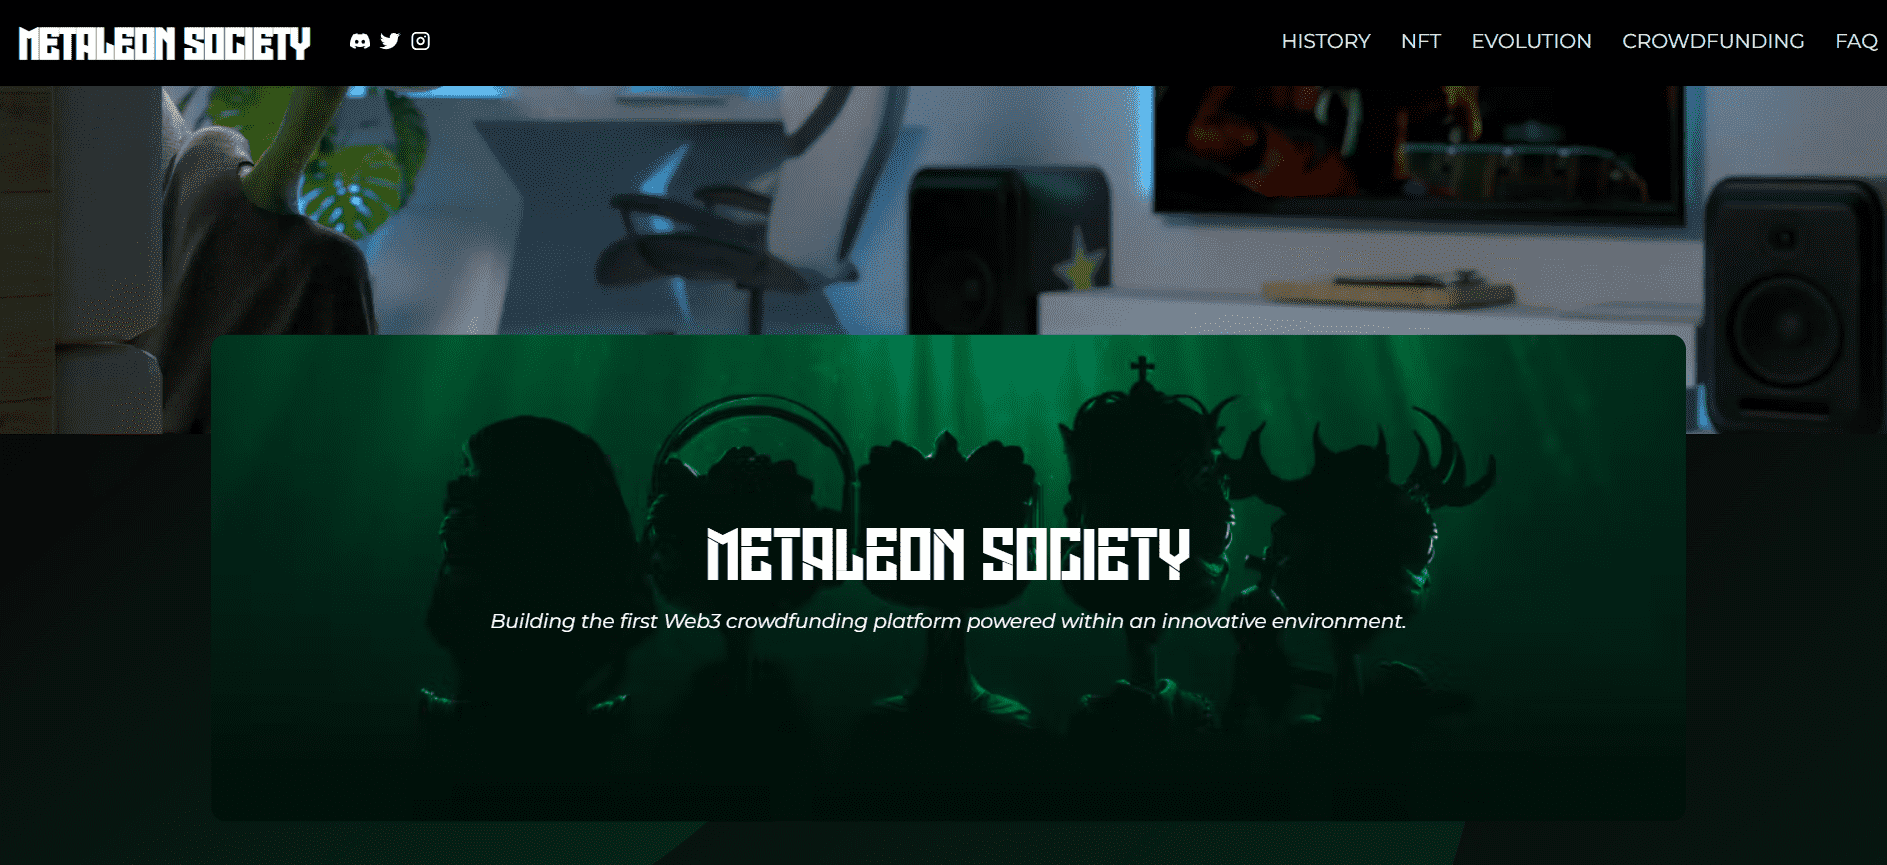 METALEON SOCIETY
HISTORY NFT EVOLUTION CROWDFUNDING FAQ
METALEON SOCIETY
Building the first Web3 crowdfunding platform powered within an innovative environment.